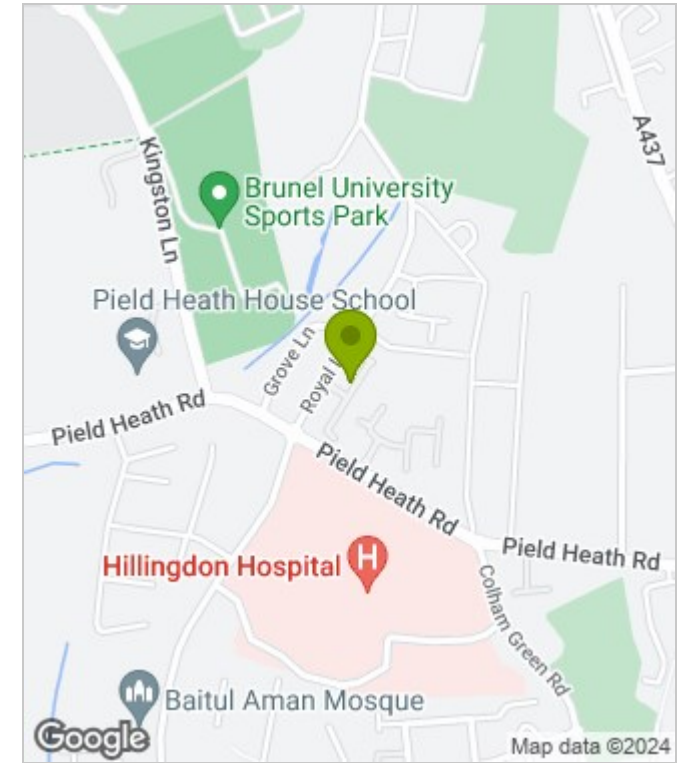 Kingston Ln
A437
Brunel University
Sports Park
Pield Heath House School
Grove Ln
Royal
Pield Heath Rd
Pield Heath Rd
Pield Heath Rd
Hillingdon Hospital
H
Colham Green Rd
Baitul Aman Mosque
Google
Map data ©2024